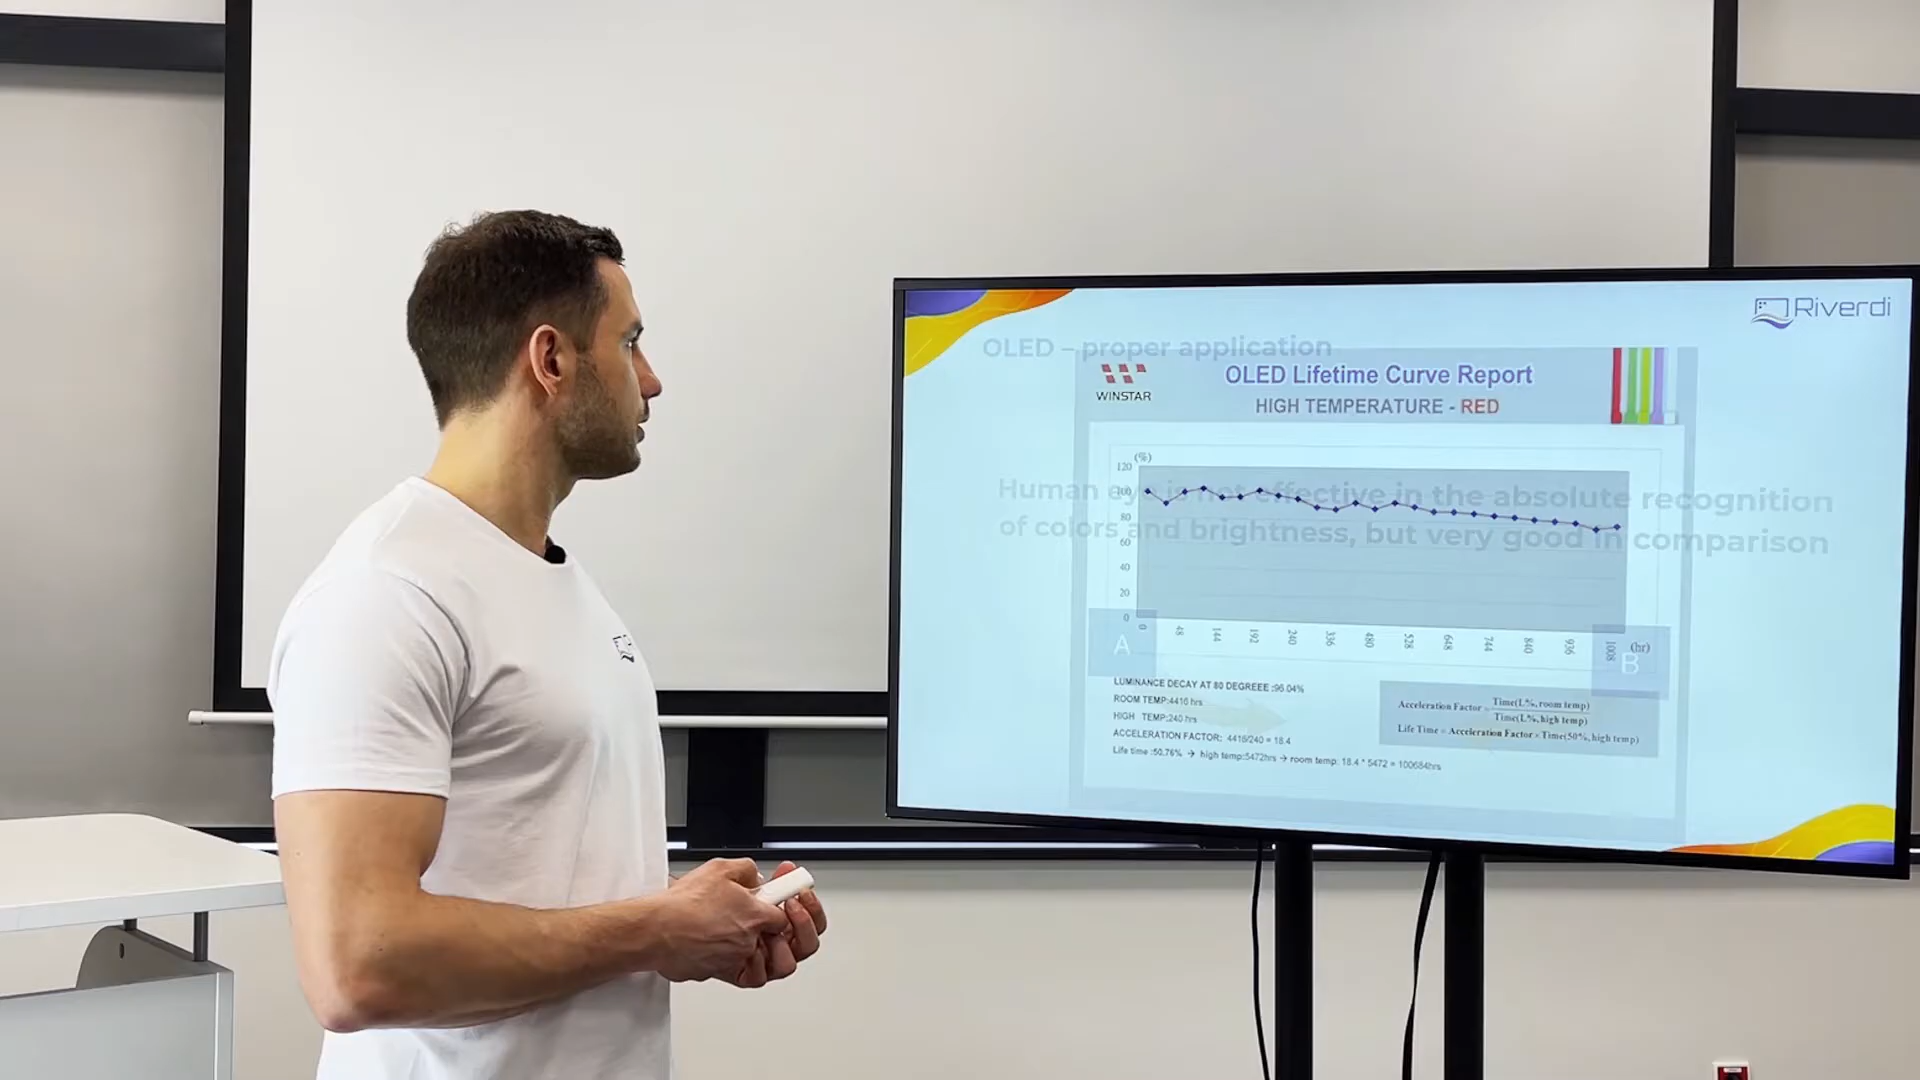 Riverdi
OLED – proper application
WINSTAR
OLED Lifetime Curve Report
HIGH TEMPERATURE - RED
Human eye is not effective in the absolute recognition
of colors and brightness, but very good in comparison
(%)
120
100
80
60
40
20
0
0 48 144 192 240 336 480 528 648 744 840 936 1008 (hr)
A
B
LUMINANCE DECAY AT 80 DEGREEE :96.04%
ROOM TEMP:4416 hrs
HIGH TEMP:240 hrs
ACCELERATION FACTOR: 4416/240 = 18.4
Life time :50.76% → high temp:5472hrs → room temp: 18.4 * 5472 = 100684hrs
Acceleration Factor = Time(L%, room temp)
Time(L%, high temp)
Life Time = Acceleration Factor × Time(50%, high temp)